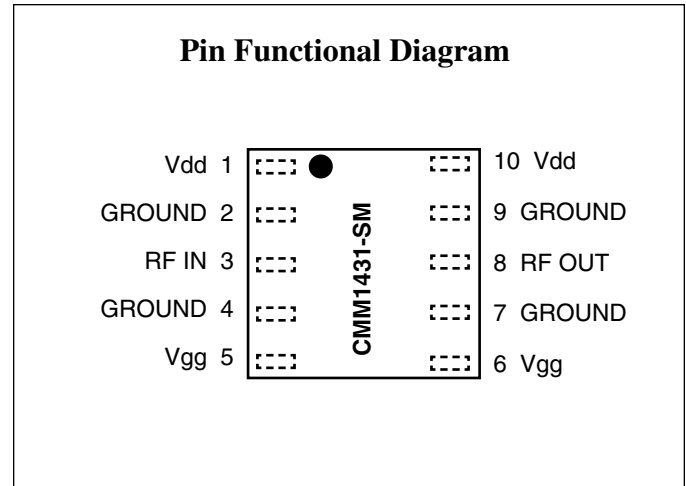 Pin Functional Diagram
Vdd 1
GROUND 2
RF IN 3
GROUND 4
Vgg 5
CMM1431-SM
10 Vdd
9 GROUND
8 RF OUT
7 GROUND
6 Vgg